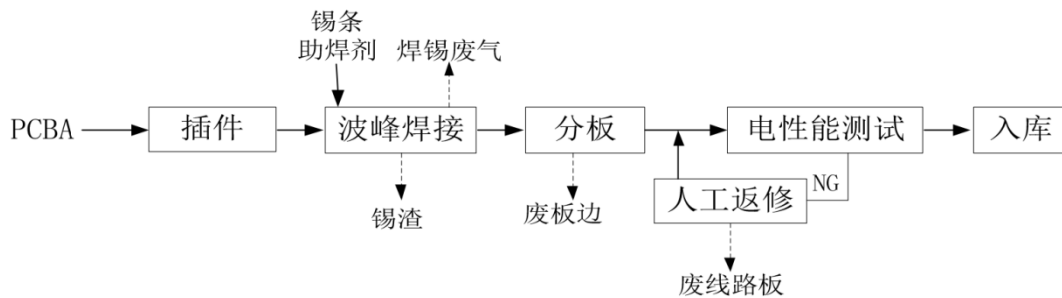 锡条
助焊剂
焊锡废气
PCBA
插件
波峰焊接
分板
电性能测试
入库
锡渣
废板边
人工返修
NG
废线路板